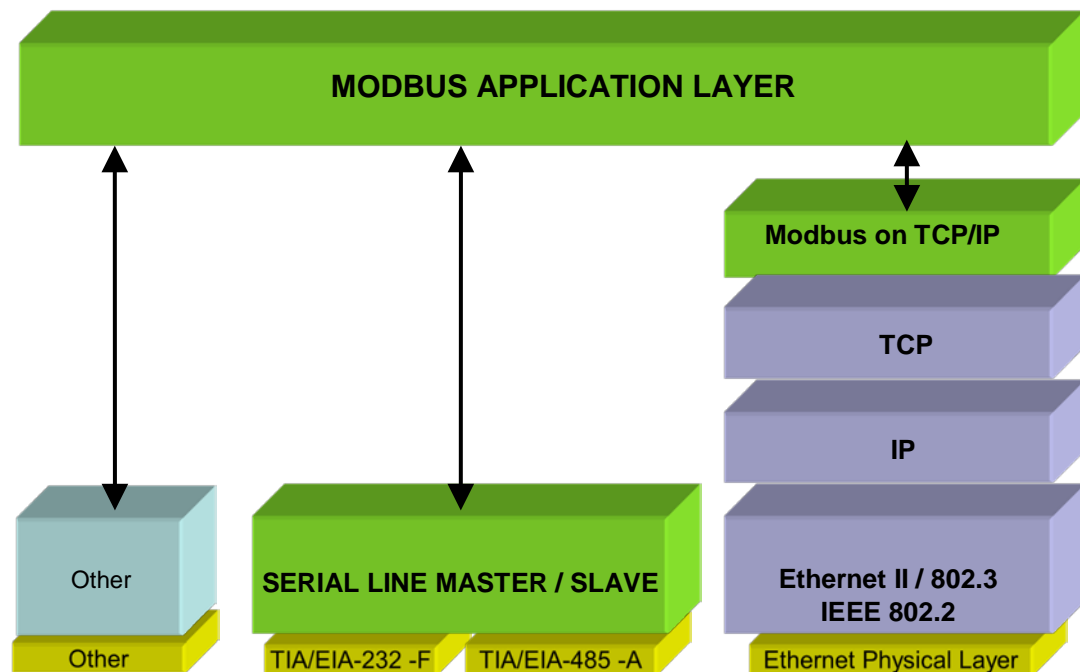 MODBUS APPLICATION LAYER
Modbus on TCP/IP
TCP
IP
Other
SERIAL LINE MASTER / SLAVE
Ethernet II / 802.3
IEEE 802.2
Other
TIA/EIA-232 -F
TIA/EIA-485 -A
Ethernet Physical Layer